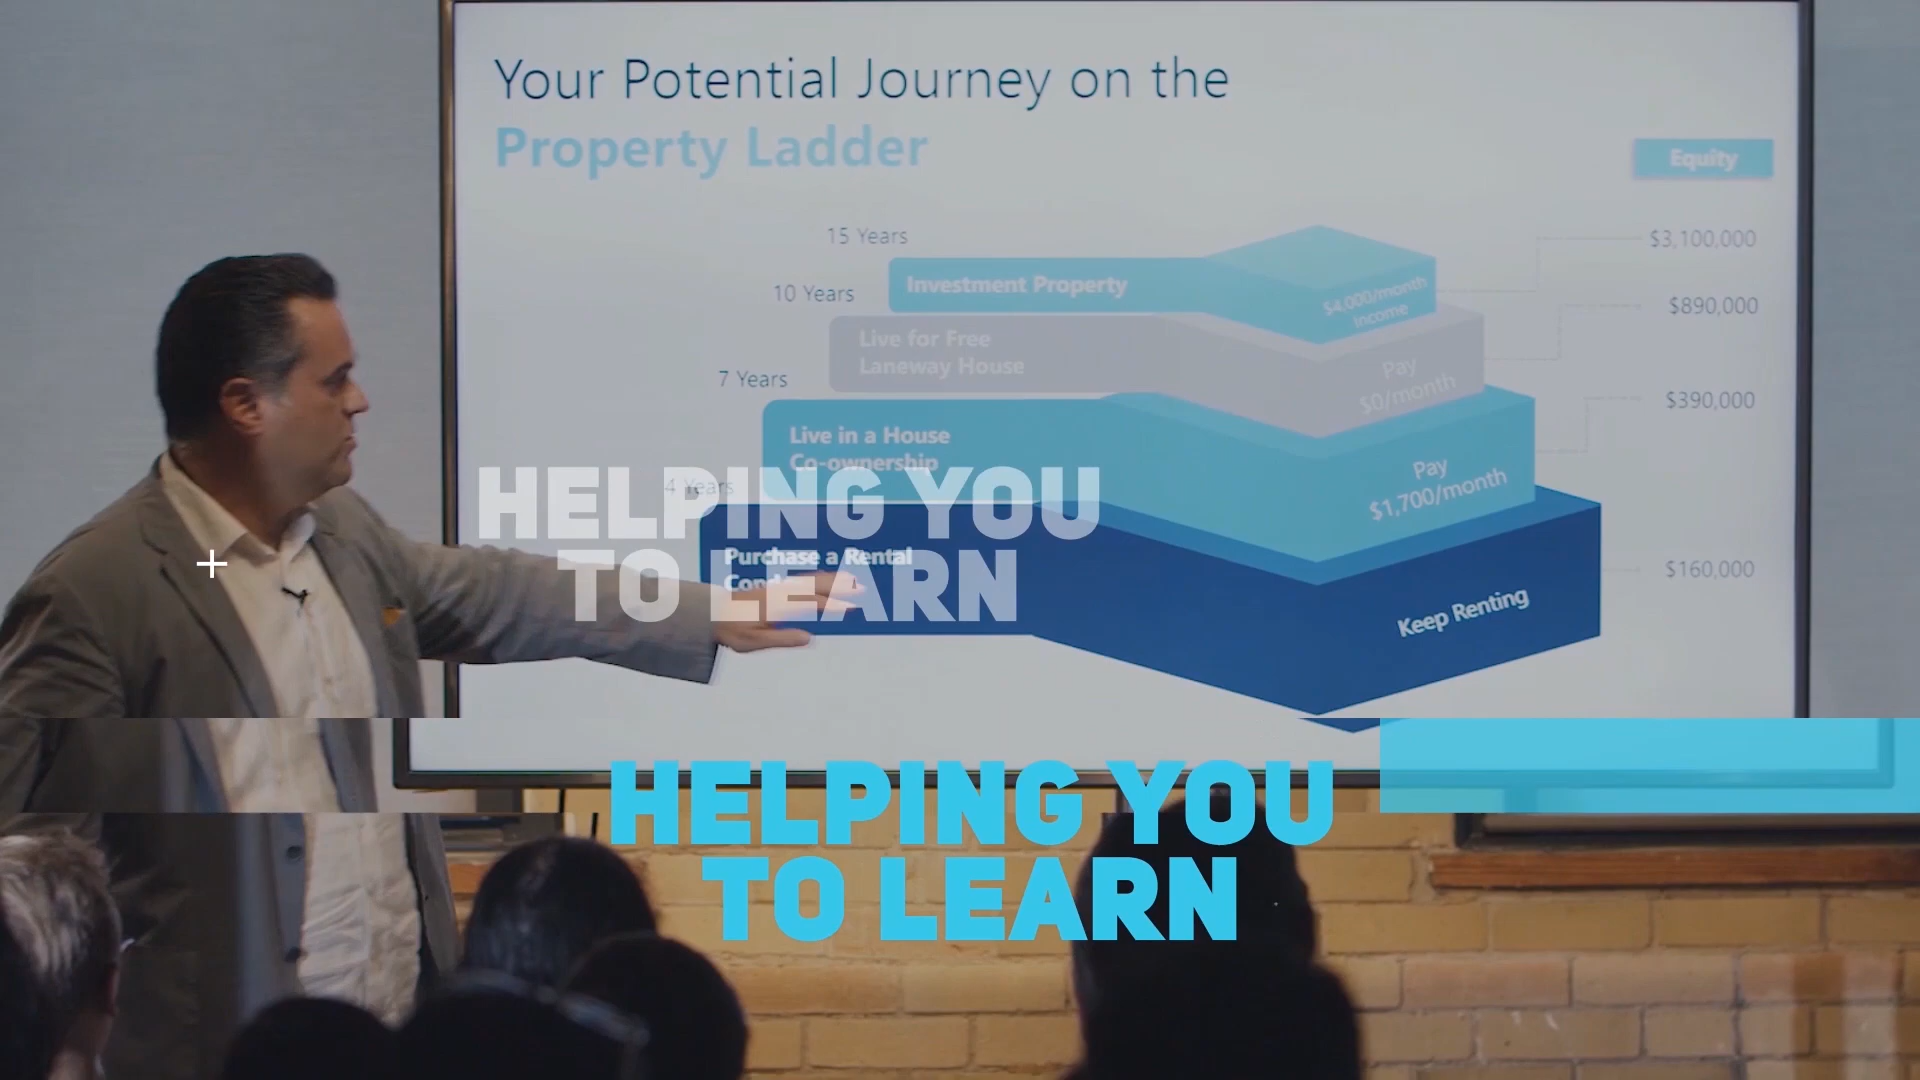 Your Potential Journey on the
Property Ladder
Equity
15 Years
$3,100,000
Investment Property
$4,000/month
Income
10 Years
$890,000
Live for Free
Laneway House
Pay
$0/month
7 Years
$390,000
Live in a House
Co-ownership
Pay
$1,700/month
4 Years
HELPING YOU
TO LEARN
Purchase a Rental
$160,000
Keep Renting
HELPING YOU
TO LEARN